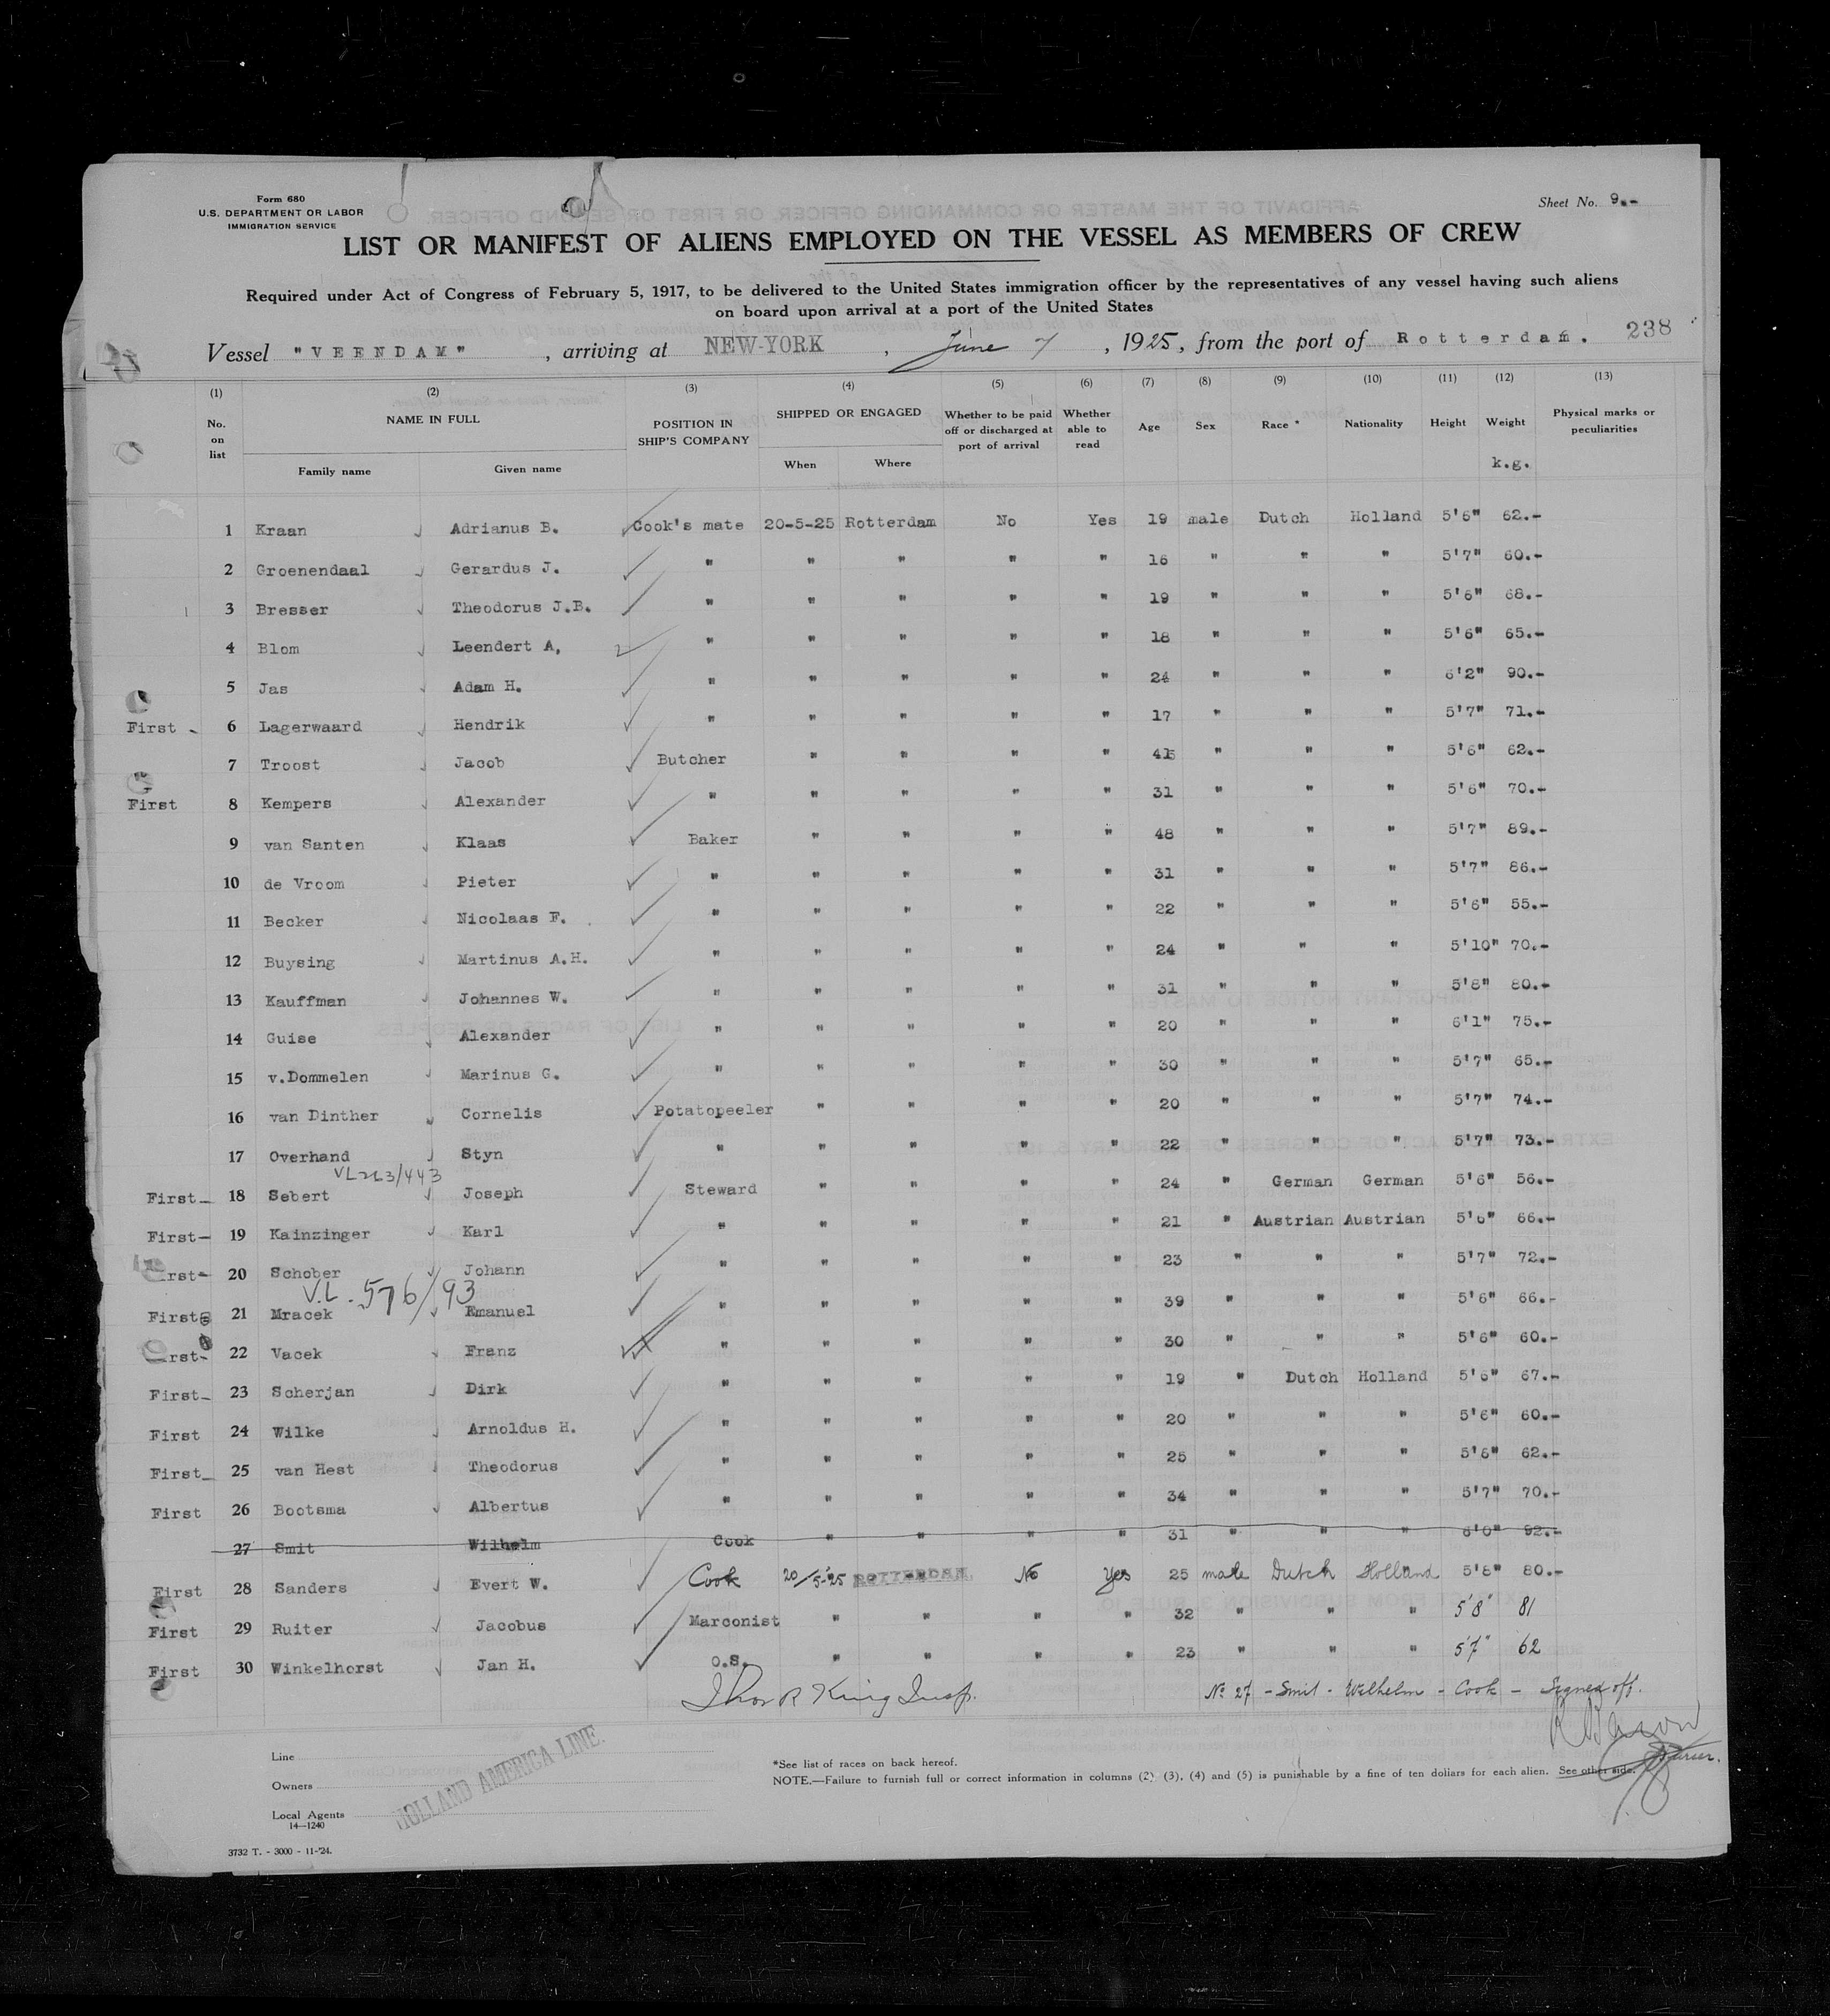 Form 680
U.S. DEPARTMENT OR LABOR
IMMIGRATION SERVICE
Sheet No. 9.-
LIST OR MANIFEST OF ALIENS EMPLOYED ON THE VESSEL AS MEMBERS OF CREW
Required under Act of Congress of February 5, 1917, to be delivered to the United States immigration officer by the representatives of any vessel having such aliens
on board upon arrival at a port of the United States
Vessel "VEENDAM", arriving at NEW-YORK, June 7, 1925, from the port of Rotterdam. 238
(1) (2) (3) (4) (5) (6) (7) (8) (9) (10) (11) (12) (13)
No. on list NAME IN FULL Family name Given name POSITION IN SHIP'S COMPANY SHIPPED OR ENGAGED When Where Whether to be paid off or discharged at port of arrival Whether able to read Age Sex Race * Nationality Height Weight k.g. Physical marks or peculiarities
1 Kraan Adrianus B. Cook's mate 20-5-25 Rotterdam No Yes 19 male Dutch Holland 5'6" 62.-
2 Groenendaal Gerardus J. " " " " " 16 " " " 5'7" 60.-
3 Bresser Theodorus J.B. " " " " " 19 " " " 5'6" 68.-
4 Blom Leendert A, " " " " " 18 " " " 5'6" 65.-
5 Jas Adam H. " " " " " 24 " " " 6'2" 90.-
First - 6 Lagerwaard Hendrik " " " " " 17 " " " 5'7" 71.-
7 Troost Jacob Butcher " " " " " " " 5'6" 62.-
First 8 Kempers Alexander " " " " " 31 " " " 5'6" 70.-
9 van Santen Klaas Baker " " " " 48 " " " 5'7" 89.-
10 de Vroom Pieter " " " " " 31 " " " 5'7" 86.-
11 Becker Nicolaas F. " " " " " 22 " " " 5'6" 55.-
12 Buysing Martinus A.H. " " " " " 24 " " " 5'10" 70.-
13 Kauffman Johannes W. " " " " " 31 " " " 5'8" 80.-
14 Guise Alexander " " " " " 20 " " " 6'1" 75.-
15 v.Dommelen Marinus G. " " " " " 30 " " " 5'7" 65.-
16 van Dinther Cornelis Potatopeeler " " " " 20 " " " 5'7" 74.-
17 Overhand Styn " " " " " 22 " " " 5'7" 73.-
First- 18 Sebert Joseph Steward " " " " 24 " German German 5'6" 56.-
First- 19 Kainzinger Karl " " " " " 21 " Austrian Austrian 5'6" 66.-
rst- 20 Schober Johann " " " " " 23 " " " 5'7" 72.-
V.L. 576/93
First 21 Mracek Emanuel " " " " " 39 " " " 5'6" 66.-
rst- 22 Vacek Franz " " " " " 30 " " " 5'6" 60.-
First- 23 Scherjan Dirk " " " " " 19 " Dutch Holland 5'6" 67.-
First 24 Wilke Arnoldus H. " " " " " 20 " " " 5'6" 60.-
First- 25 van Hest Theodorus " " " " " 25 " " " 5'6" 62.-
First 26 Bootsma Albertus " " " " " 34 " " " 5'7" 70.-
27 Smit Wilhelm Cook " " " " 31 " " " 6'0" 92.-
First 28 Sanders Evert W. Cook 20/5-'25 ROTTERDAM No Yes 25 male Dutch Holland 5'8" 80.-
First 29 Ruiter Jacobus Marconist " " " " 32 " " " 5'8" 81
First 30 Winkelhorst Jan H. O.S. " " " " 23 " " " 5'7" 62
Thos R King Insp.
No 27 - Smit - Wilhelm - Cook - Signed off.
Purser.
Line
Owners
Local Agents
HOLLAND AMERICA LINE.
14-1240
*See list of races on back hereof.
NOTE.—Failure to furnish full or correct information in columns (2) (3), (4) and (5) is punishable by a fine of ten dollars for each alien. See other side.
3732 T. - 3000 - 11-'24.